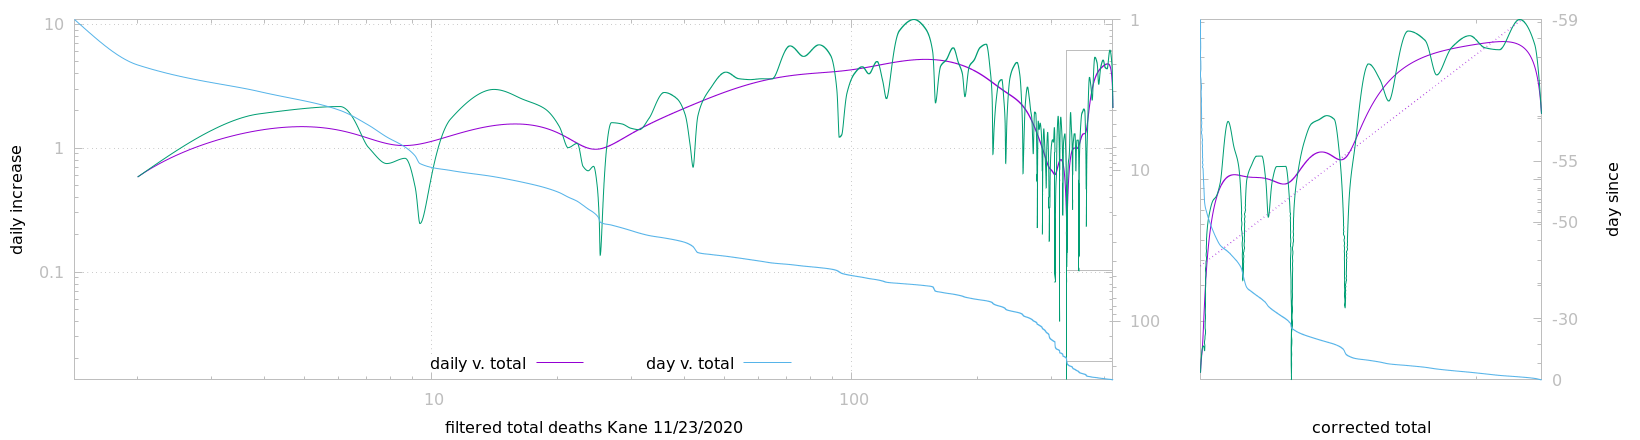 10
1
0.1
daily increase
1
10
100
daily v. total
day v. total
10
100
filtered total deaths Kane 11/23/2020
-59
-55
-50
-30
0
day since
corrected total